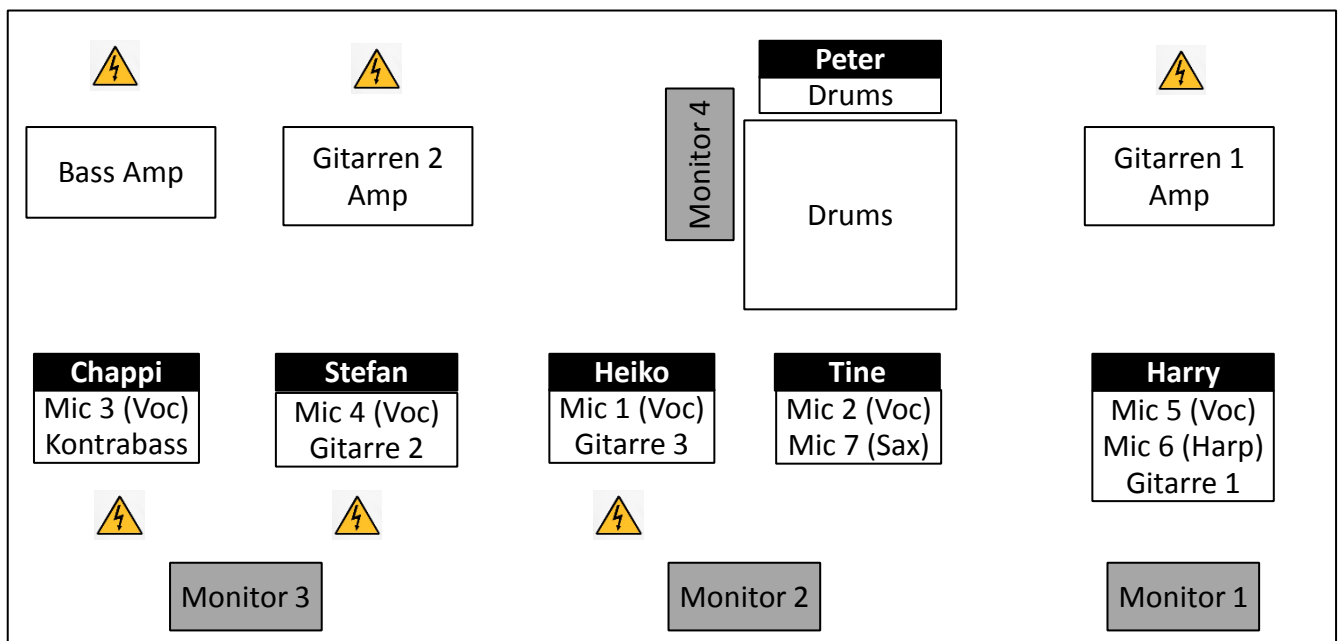 Peter
Drums
Monitor 4
Bass Amp
Gitarren 2
Amp
Drums
Gitarren 1
Amp
Chappi
Mic 3 (Voc)
Kontrabass
Stefan
Mic 4 (Voc)
Gitarre 2
Heiko
Mic 1 (Voc)
Gitarre 3
Tine
Mic 2 (Voc)
Mic 7 (Sax)
Harry
Mic 5 (Voc)
Mic 6 (Harp)
Gitarre 1
Monitor 3
Monitor 2
Monitor 1